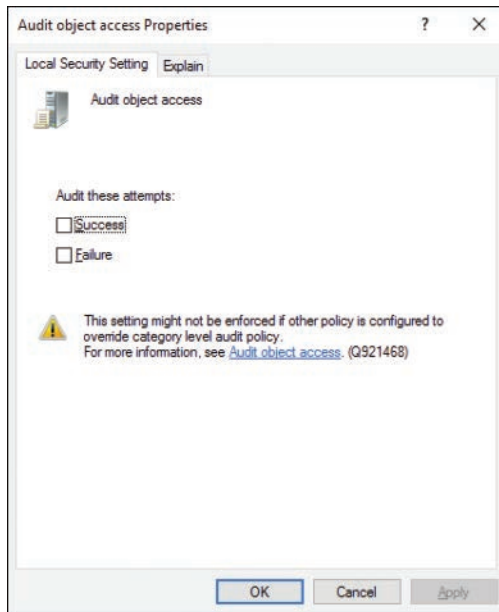 Audit object access Properties
?
Local Security Setting
Explain
Audit object access
Audit these attempts:
Success
Failure
This setting might not be enforced if other policy is configured to
override category level audit policy.
For more information, see Audit object access. (Q921468)
OK
Cancel
Apply